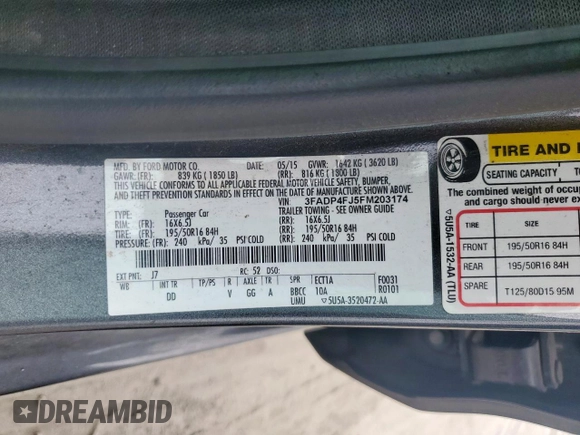 MFD. BY FORD MOTOR CO.
DATE: 05/15 GVWR: 1642 KG ( 3620 LB)
GAWR: (FR): 839 KG ( 1850 LB) (RR): 816 KG ( 1800 LB)
THIS VEHICLE CONFORMS TO ALL APPLICABLE FEDERAL MOTOR VEHICLE SAFETY, BUMPER,
AND THEFT PREVENTION STANDARDS IN EFFECT ON THE DATE OF MANUFACTURE SHOWN ABOVE.
VIN: 3FADP4FJ5FM203174
TYPE: Passenger Car TRAILER TOWING NOT RECOMMENDED
RIM: (FR): 16X6.5J (RR): 16X6.5J
TIRE: (FR): 195/50R16 84H (RR): 195/50R16 84H
PRESSURE: (FR): 240 kPa/ 35 PSI COLD (RR): 240 kPa/ 35 PSI COLD
EXT PNT: J7 RC: 52 DSO:
WB INT TR TP/PS R AXLE TR SPR ECT1A F0031
DD V GG A BBCC 10A R0101
UMU ▽5U5A-3520472-AA
TIRE AND
SEATING CAPACITY
The combined weight of occup
and cargo should never
TIRE SIZE
FRONT 195/50R16 84H
REAR 195/50R16 84H
SPARE T125/80D15 95M
▽5U5A-1532-AA (TLU)
DREAMBID